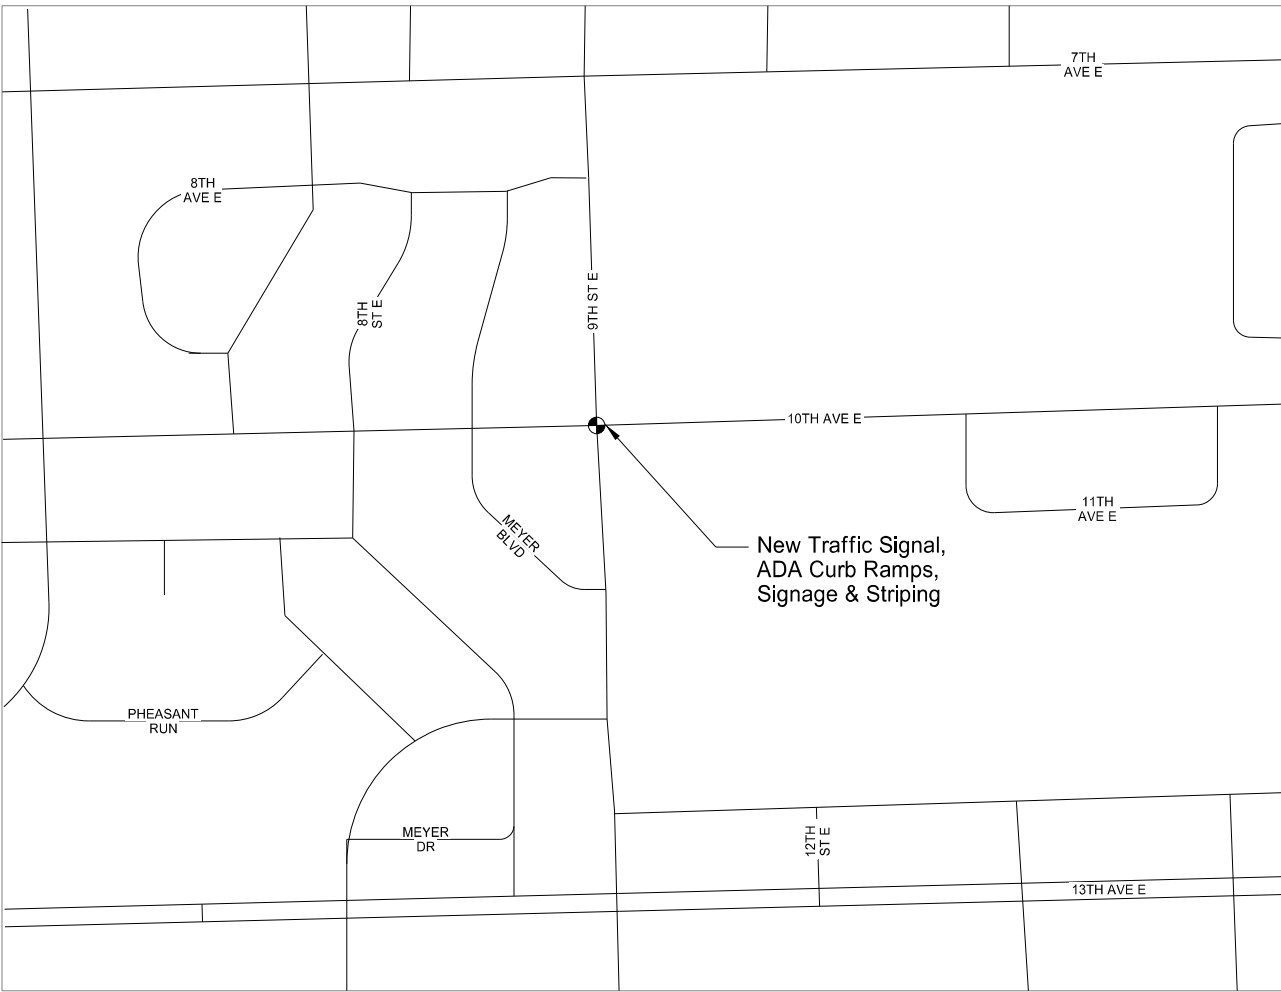 7TH
AVE E
8TH
AVE E
8TH
ST E
9TH ST E
10TH AVE E
11TH
AVE E
MEYER
BLVD
New Traffic Signal,
ADA Curb Ramps,
Signage & Striping
PHEASANT
RUN
MEYER
DR
12TH
ST E
13TH AVE E